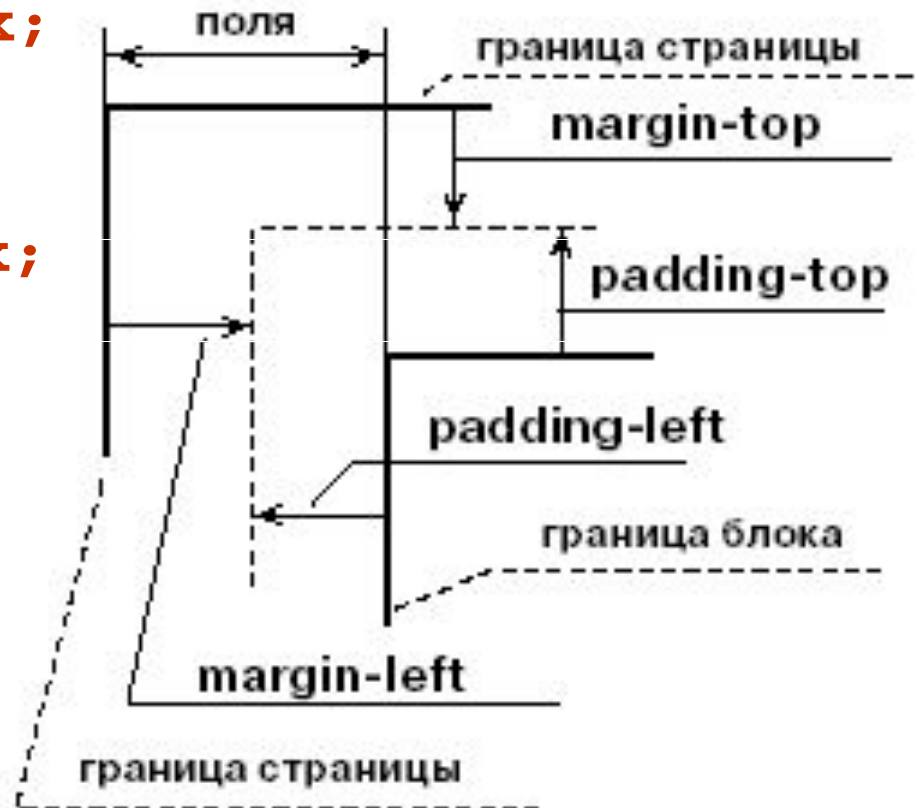 x;
поля
граница страницы
margin-top
x;
padding-top
padding-left
граница блока
margin-left
граница страницы